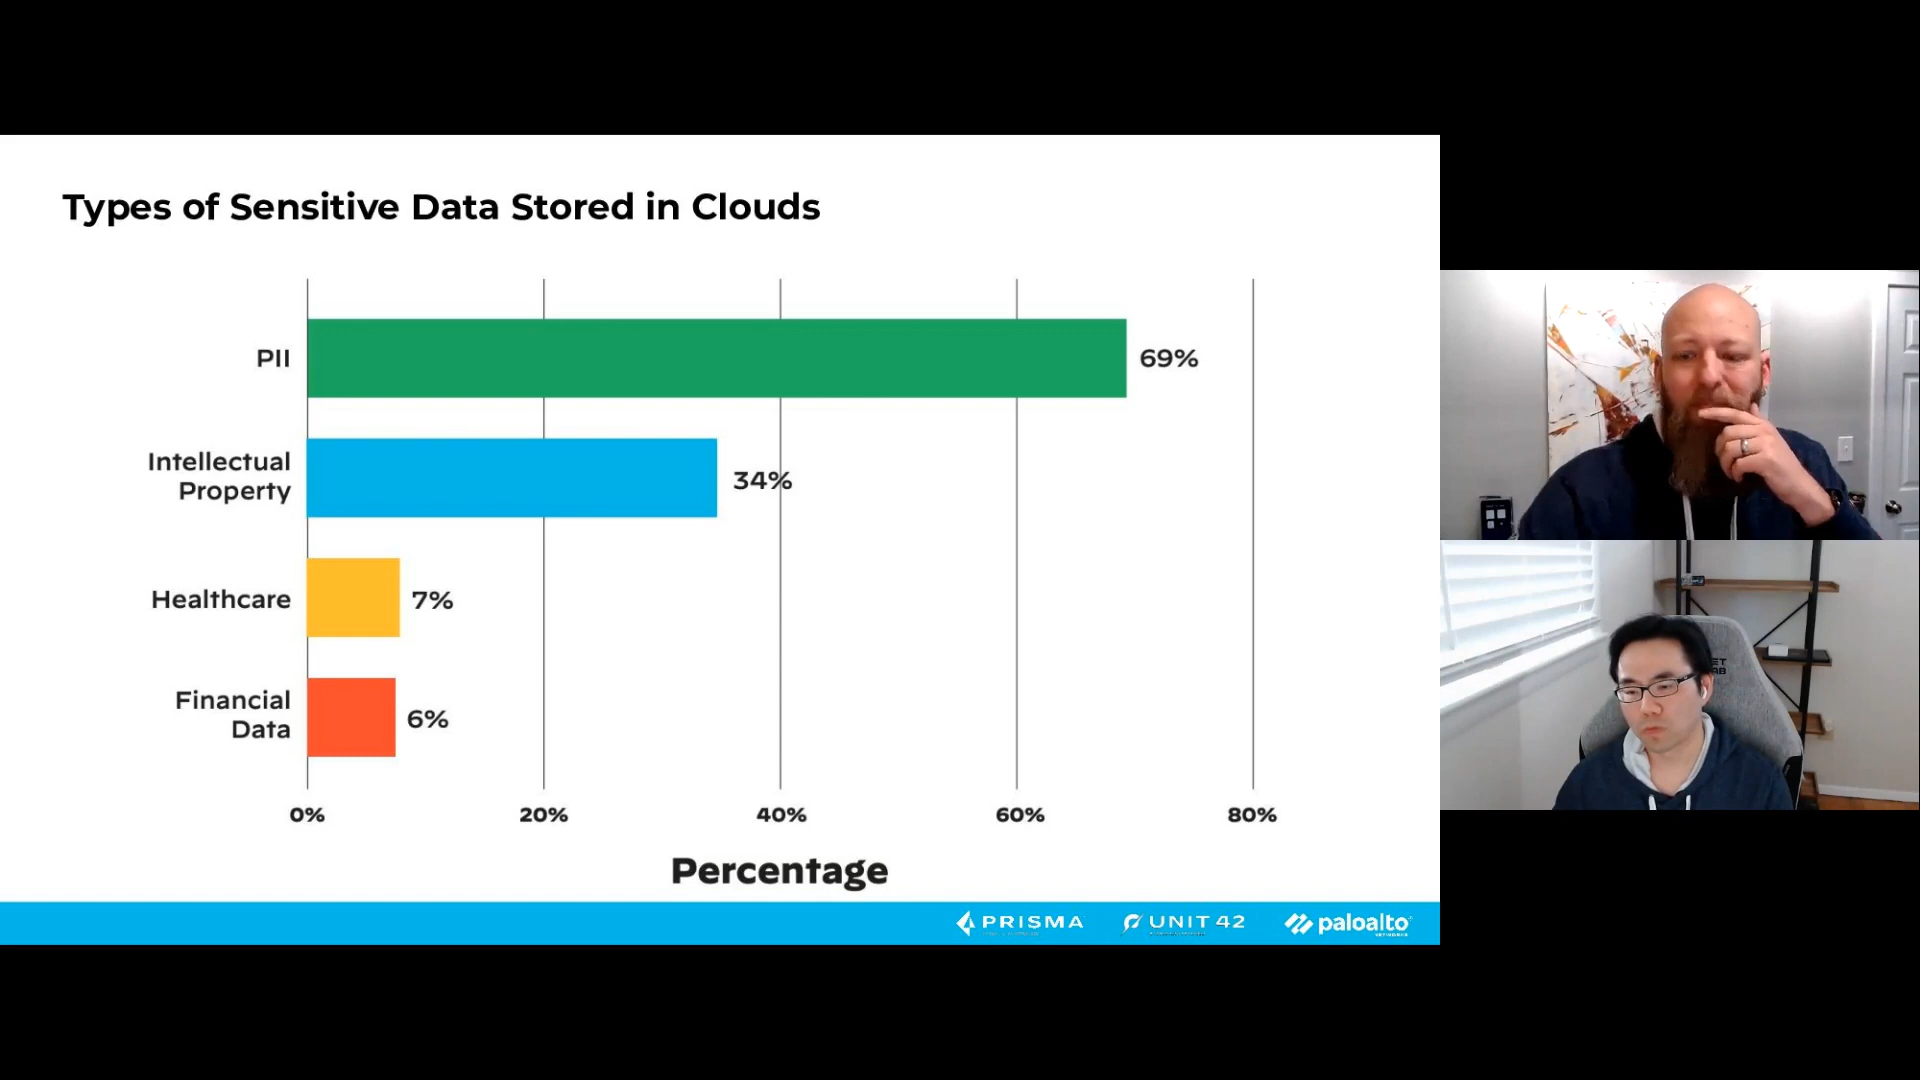 Types of Sensitive Data Stored in Clouds
PII
69%
Intellectual
Property
34%
Healthcare
7%
Financial
Data
6%
0%
20%
40%
60%
80%
Percentage
PRISMA
UNIT 42
paloalto
NETWORKS